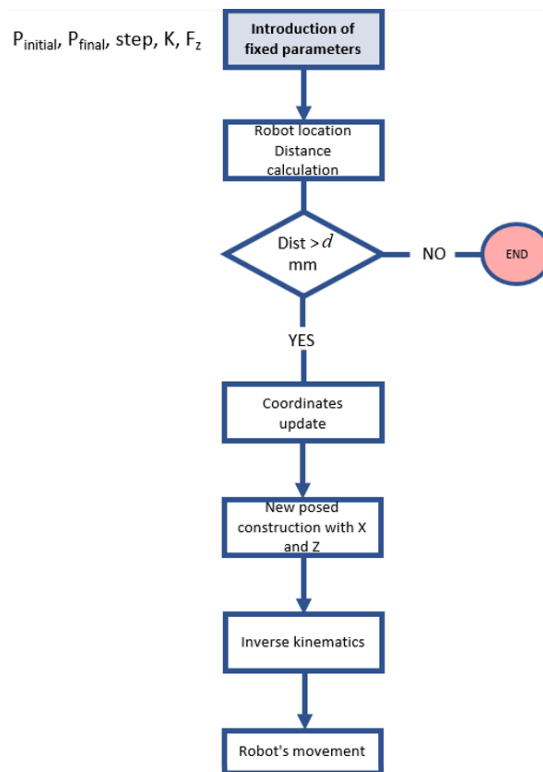 P_initial, P_final, step, K, F_z
Introduction of
fixed parameters
Robot location
Distance
calculation
Dist > d
mm
NO
END
YES
Coordinates
update
New posed
construction with X
and Z
Inverse kinematics
Robot's movement